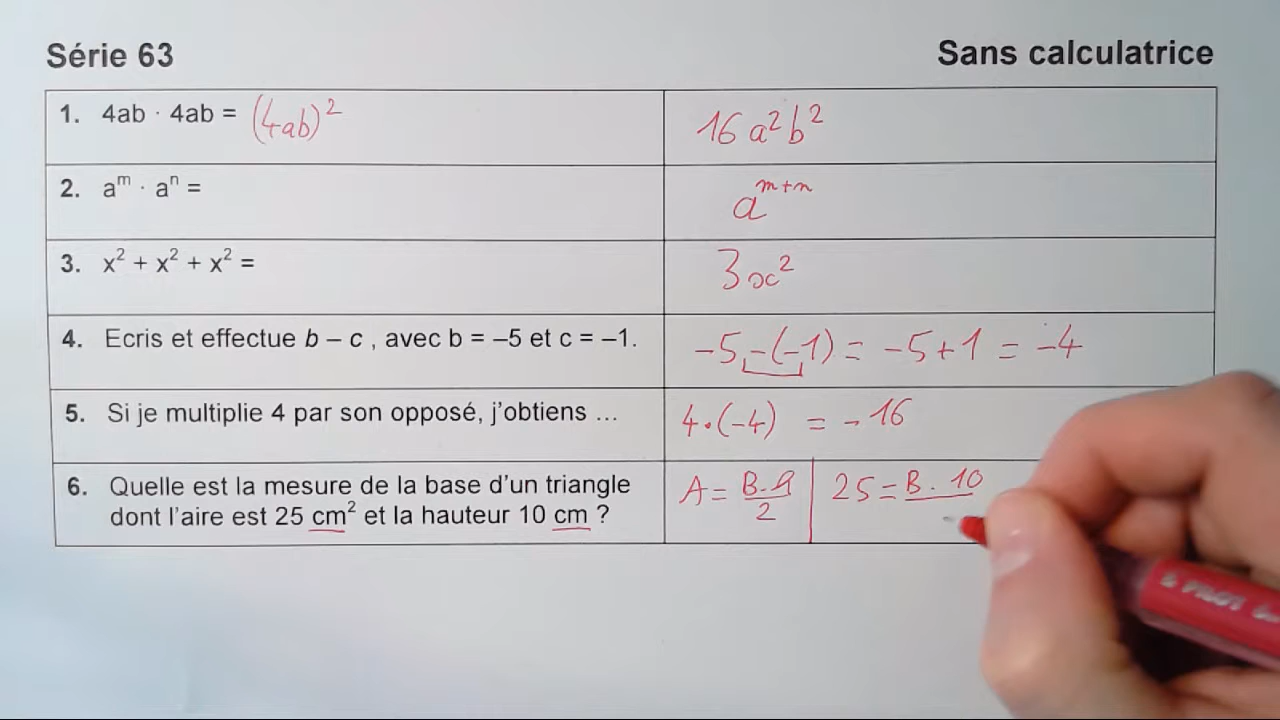 Série 63 Sans calculatrice
1. 4ab · 4ab = (4ab)² 16a²b²
2. aᵐ · aⁿ = aᵐ⁺ⁿ
3. x² + x² + x² = 3x²
4. Ecris et effectue b – c , avec b = –5 et c = –1. -5-(-1) = -5+1 = -4
5. Si je multiplie 4 par son opposé, j’obtiens … 4·(-4) = -16
6. Quelle est la mesure de la base d’un triangle
dont l’aire est 25 cm² et la hauteur 10 cm ?
A = B·h/2 | 25 = B·10
PILOT